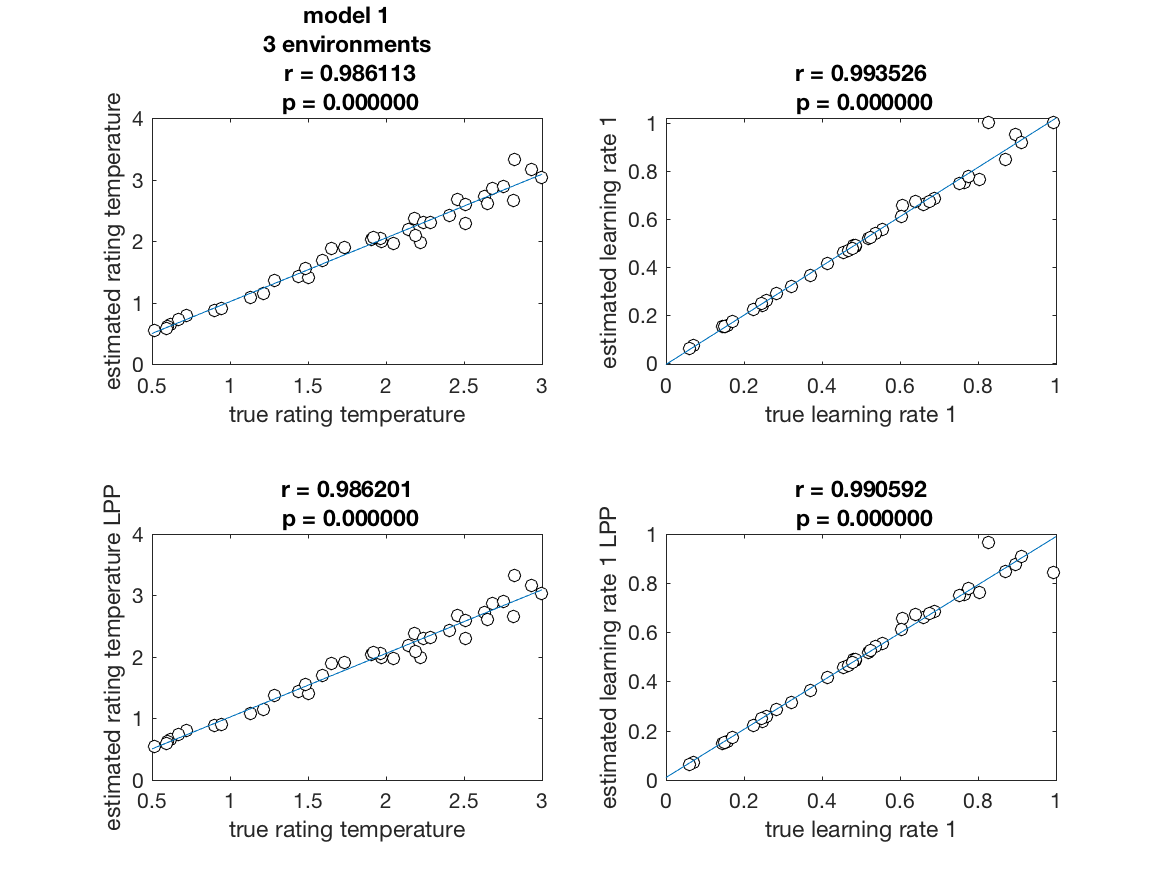 model 1
3 environments
r = 0.986113
p = 0.000000
estimated rating temperature
4
3
2
1
0
0.5 1 1.5 2 2.5 3
true rating temperature
r = 0.993526
p = 0.000000
estimated learning rate 1
1
0.8
0.6
0.4
0.2
0
0 0.2 0.4 0.6 0.8 1
true learning rate 1
r = 0.986201
p = 0.000000
estimated rating temperature LPP
4
3
2
1
0
0.5 1 1.5 2 2.5 3
true rating temperature
r = 0.990592
p = 0.000000
estimated learning rate 1 LPP
1
0.8
0.6
0.4
0.2
0
0 0.2 0.4 0.6 0.8 1
true learning rate 1